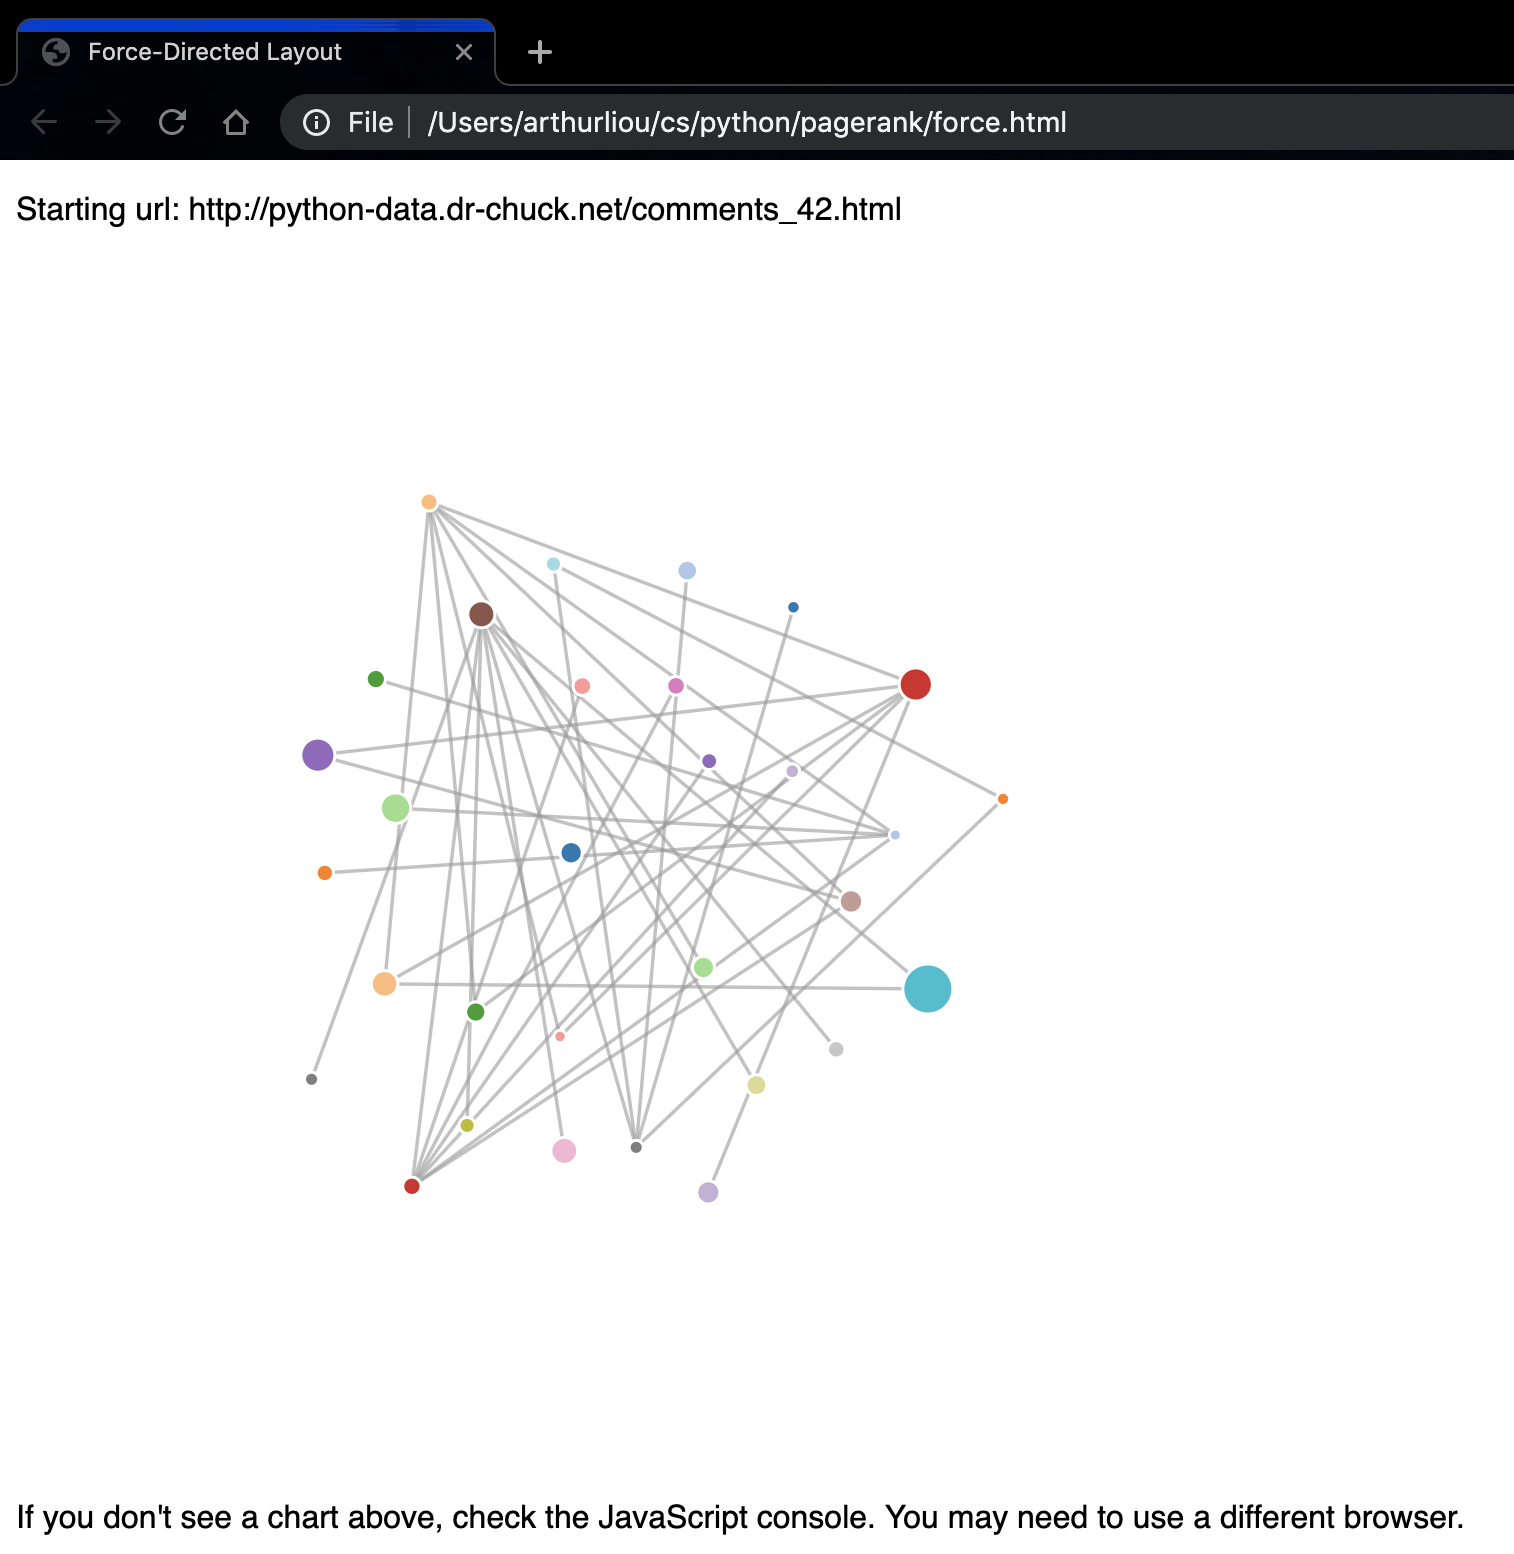 Force-Directed Layout
File /Users/arthurliou/cs/python/pagerank/force.html
Starting url: http://python-data.dr-chuck.net/comments_42.html
If you don't see a chart above, check the JavaScript console. You may need to use a different browser.